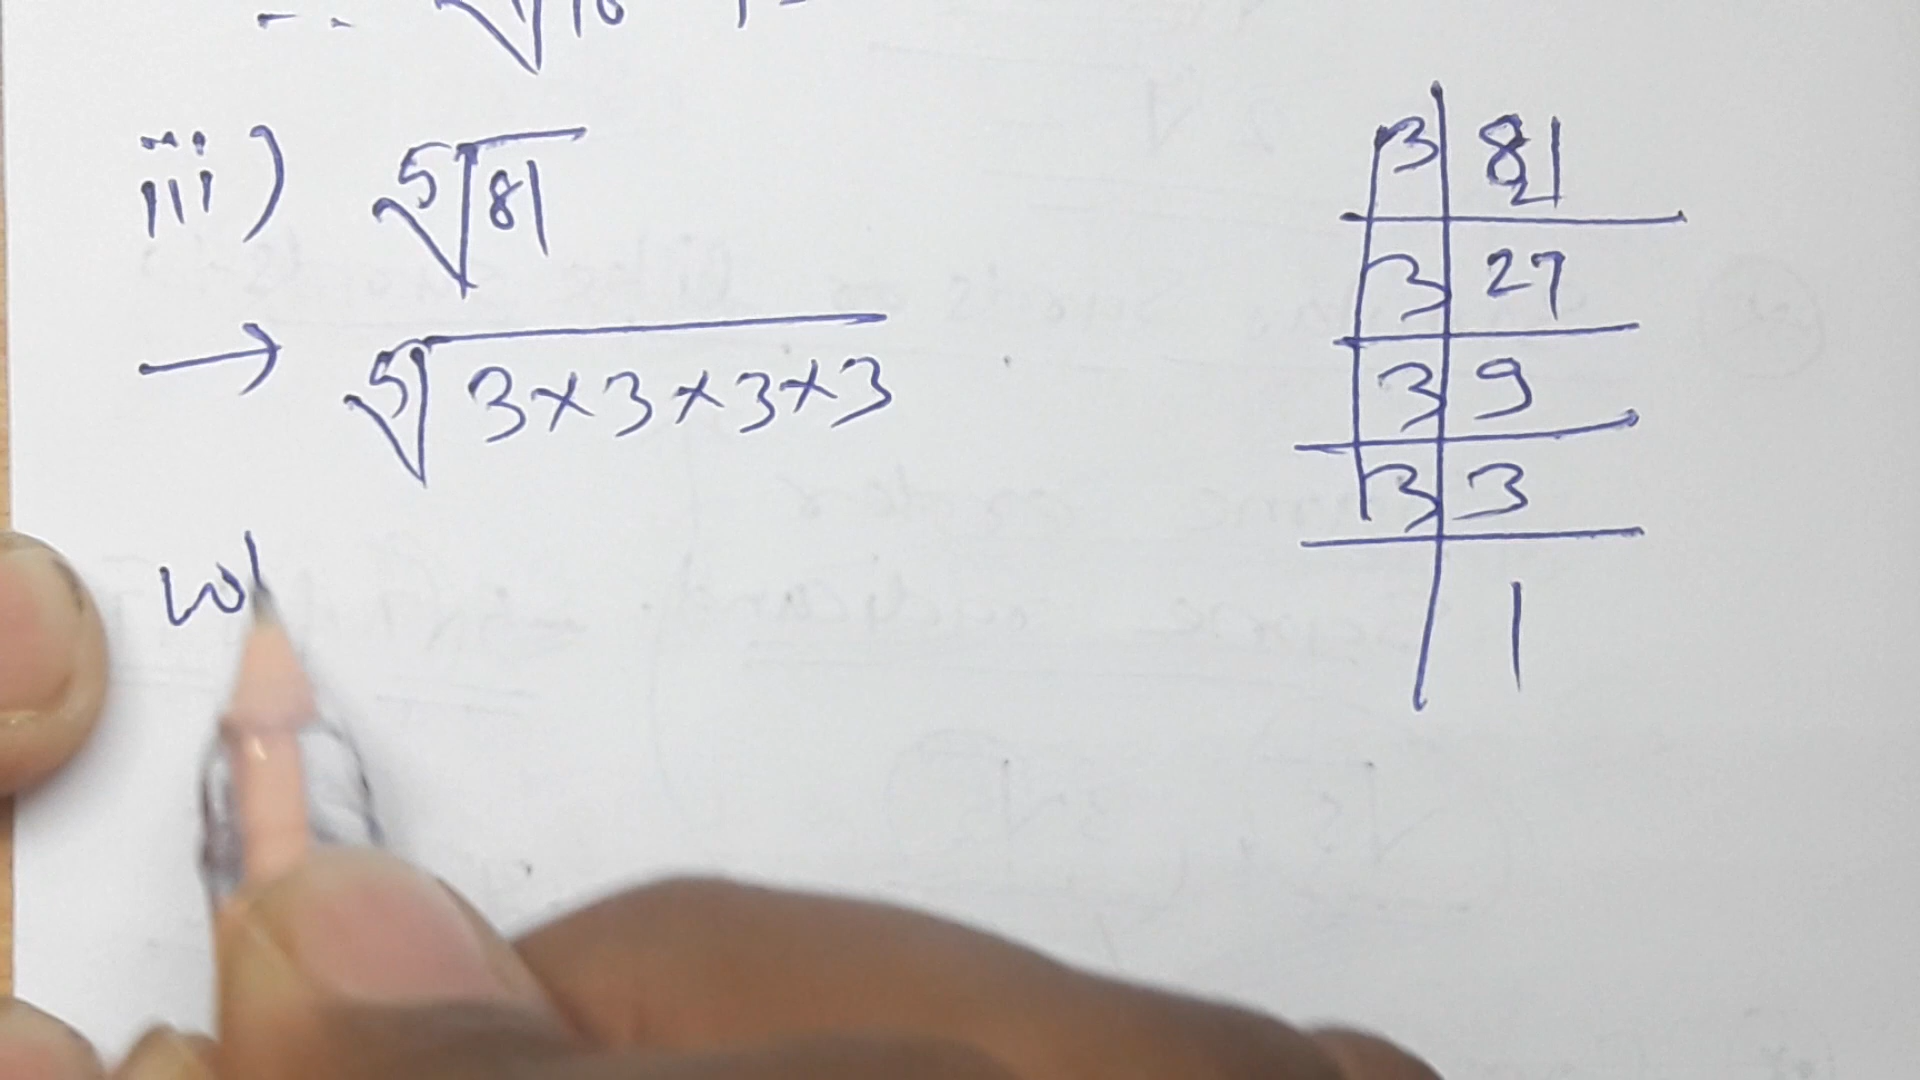 iii) ⁵√81
→ ⁵√3×3×3×3
wh
3 | 81
3 | 27
3 | 9
3 | 3
| 1